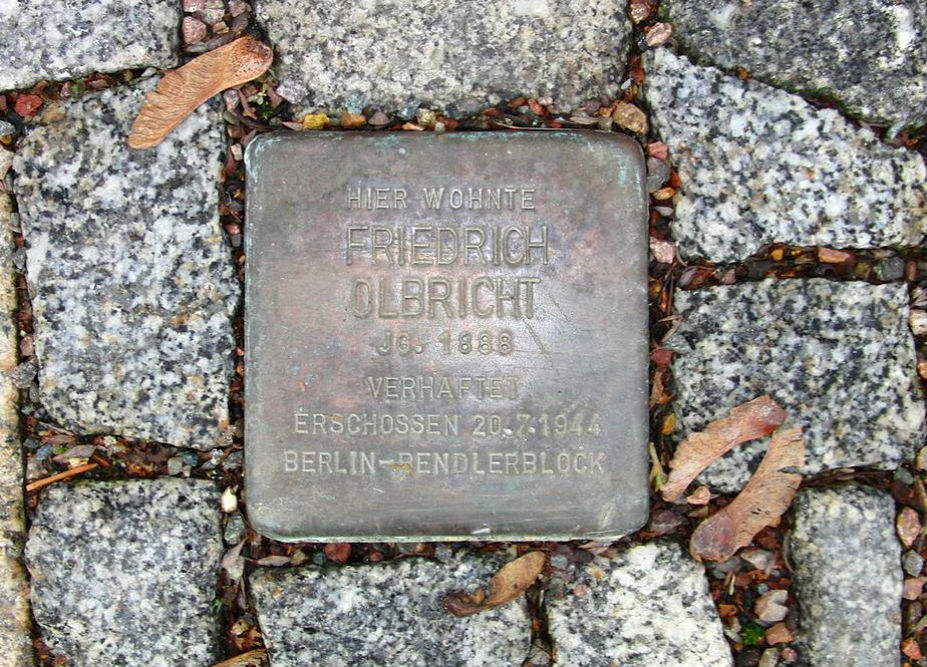 HIER WOHNTE
FRIEDRICH
OLBRICHT
JG. 1888
VERHAFTET
ERSCHOSSEN 20.7.1944
BERLIN-BENDLERBLOCK